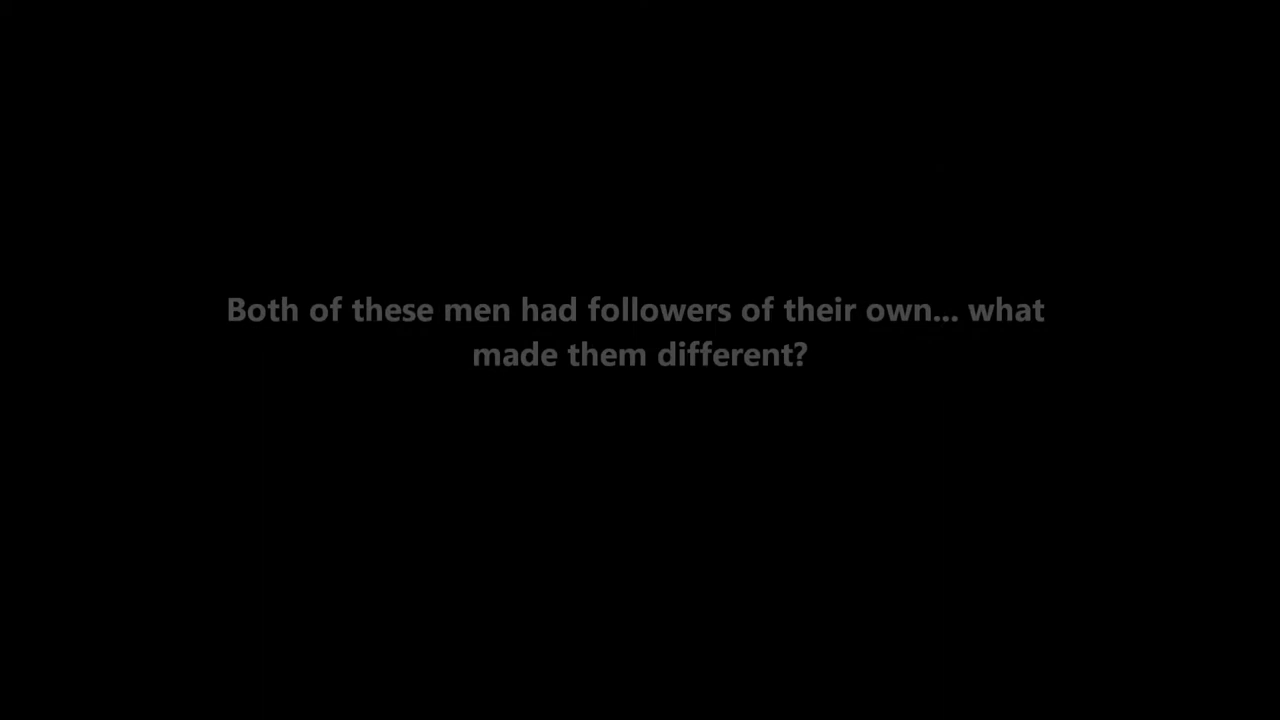 Both of these men had followers of their own... what
made them different?